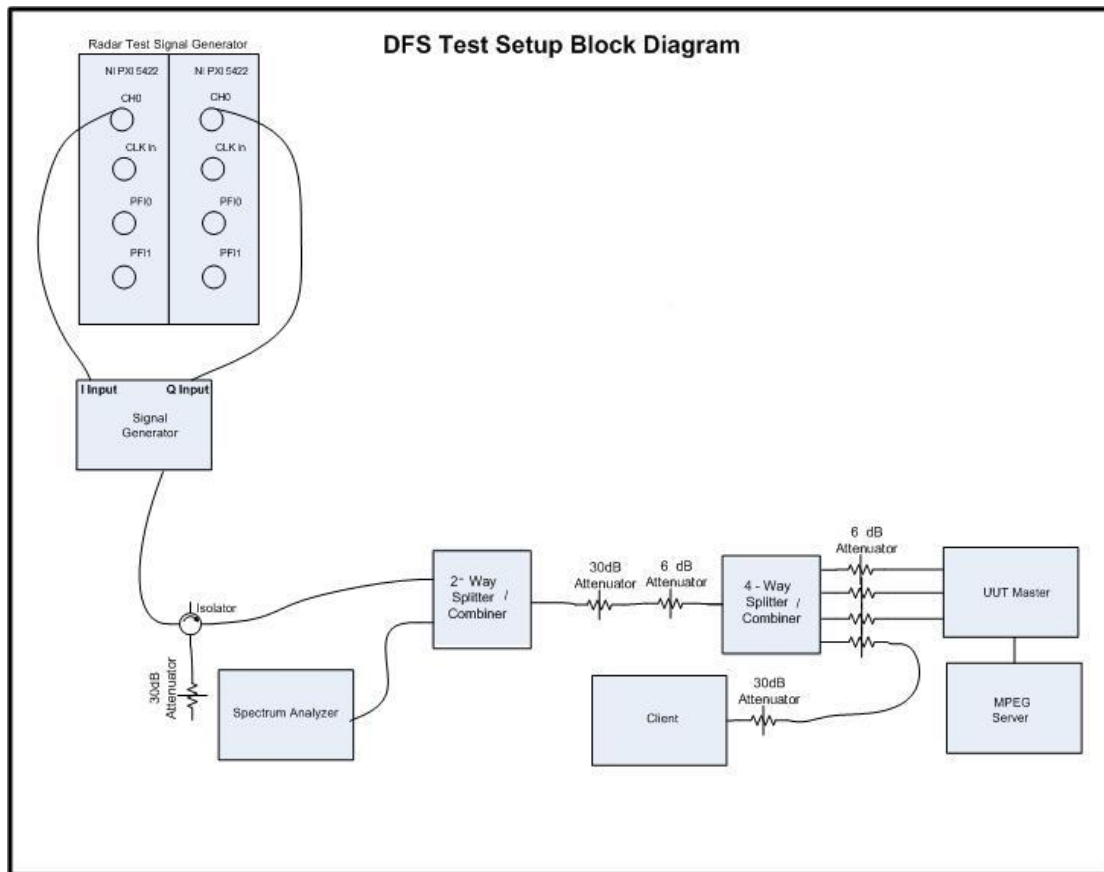 DFS Test Setup Block Diagram
Radar Test Signal Generator
NI PXI 5422
NI PXI 5422
CH0
CH0
CLK In
CLK In
PFI0
PFI0
PFI1
PFI1
I Input
Q Input
Signal
Generator
Isolator
30dB
Attenuator
Spectrum Analyzer
2- Way
Splitter /
Combiner
30dB
Attenuator
6 dB
Attenuator
4 - Way
Splitter /
Combiner
6 dB
Attenuator
UUT Master
MPEG
Server
Client
30dB
Attenuator